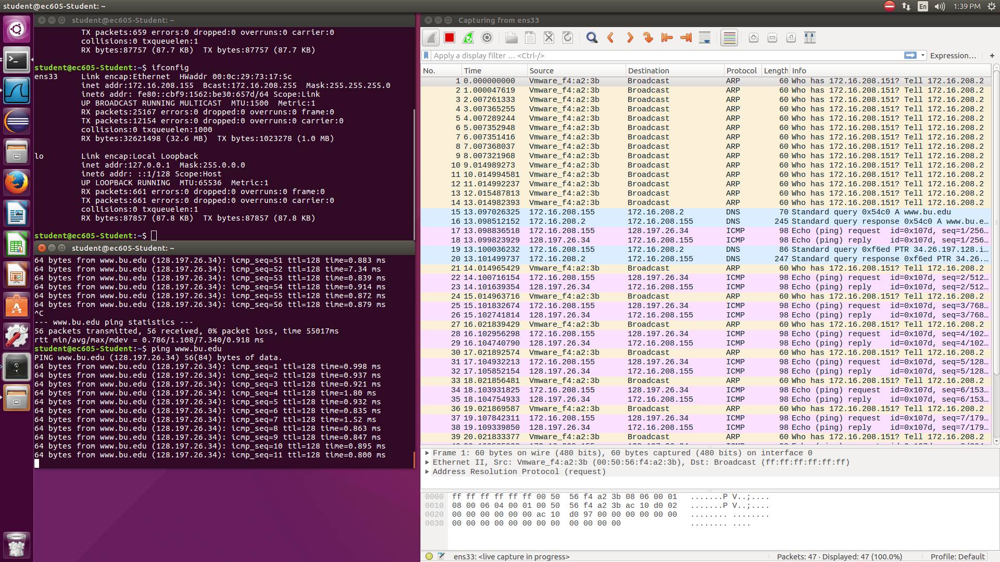 student@ec605-Student: ~
En
1:39 PM
student@ec605-Student: ~
TX packets:659 errors:0 dropped:0 overruns:0 carrier:0
collisions:0 txqueuelen:1
RX bytes:87757 (87.7 KB)  TX bytes:87757 (87.7 KB)
student@ec605-Student:~$ ifconfig
ens33     Link encap:Ethernet  HWaddr 00:0c:29:73:17:5c
inet addr:172.16.208.155  Bcast:172.16.208.255  Mask:255.255.255.0
inet6 addr: fe80::cbf9:1562:be30:657d/64 Scope:Link
UP BROADCAST RUNNING MULTICAST  MTU:1500  Metric:1
RX packets:25167 errors:0 dropped:0 overruns:0 frame:0
TX packets:12154 errors:0 dropped:0 overruns:0 carrier:0
collisions:0 txqueuelen:1000
RX bytes:32621498 (32.6 MB)  TX bytes:1023278 (1.0 MB)
lo        Link encap:Local Loopback
inet addr:127.0.0.1  Mask:255.0.0.0
inet6 addr: ::1/128 Scope:Host
UP LOOPBACK RUNNING  MTU:65536  Metric:1
RX packets:661 errors:0 dropped:0 overruns:0 frame:0
TX packets:661 errors:0 dropped:0 overruns:0 carrier:0
collisions:0 txqueuelen:1
RX bytes:87857 (87.8 KB)  TX bytes:87857 (87.8 KB)
student@ec605-Student:~$
student@ec605-Student: ~
64 bytes from www.bu.edu (128.197.26.34): icmp_seq=51 ttl=128 time=0.883 ms
64 bytes from www.bu.edu (128.197.26.34): icmp_seq=52 ttl=128 time=7.34 ms
64 bytes from www.bu.edu (128.197.26.34): icmp_seq=53 ttl=128 time=0.839 ms
64 bytes from www.bu.edu (128.197.26.34): icmp_seq=54 ttl=128 time=0.914 ms
64 bytes from www.bu.edu (128.197.26.34): icmp_seq=55 ttl=128 time=0.872 ms
64 bytes from www.bu.edu (128.197.26.34): icmp_seq=56 ttl=128 time=0.879 ms
^C
--- www.bu.edu ping statistics ---
56 packets transmitted, 56 received, 0% packet loss, time 55017ms
rtt min/avg/max/mdev = 0.786/1.108/7.340/0.918 ms
student@ec605-Student:~$ ping www.bu.edu
PING www.bu.edu (128.197.26.34) 56(84) bytes of data.
64 bytes from www.bu.edu (128.197.26.34): icmp_seq=1 ttl=128 time=0.998 ms
64 bytes from www.bu.edu (128.197.26.34): icmp_seq=2 ttl=128 time=0.937 ms
64 bytes from www.bu.edu (128.197.26.34): icmp_seq=3 ttl=128 time=0.921 ms
64 bytes from www.bu.edu (128.197.26.34): icmp_seq=4 ttl=128 time=1.80 ms
64 bytes from www.bu.edu (128.197.26.34): icmp_seq=5 ttl=128 time=0.932 ms
64 bytes from www.bu.edu (128.197.26.34): icmp_seq=6 ttl=128 time=0.835 ms
64 bytes from www.bu.edu (128.197.26.34): icmp_seq=7 ttl=128 time=1.52 ms
64 bytes from www.bu.edu (128.197.26.34): icmp_seq=8 ttl=128 time=0.863 ms
64 bytes from www.bu.edu (128.197.26.34): icmp_seq=9 ttl=128 time=0.847 ms
64 bytes from www.bu.edu (128.197.26.34): icmp_seq=10 ttl=128 time=0.895 ms
64 bytes from www.bu.edu (128.197.26.34): icmp_seq=11 ttl=128 time=0.800 ms
Capturing from ens33
Apply a display filter … <Ctrl-/>
Expression… +
No. Time Source Destination Protocol Length Info
1 0.000000000 Vmware_f4:a2:3b Broadcast ARP 60 Who has 172.16.208.151? Tell 172.16.208.2
2 1.000047619 Vmware_f4:a2:3b Broadcast ARP 60 Who has 172.16.208.151? Tell 172.16.208.2
3 2.007261333 Vmware_f4:a2:3b Broadcast ARP 60 Who has 172.16.208.151? Tell 172.16.208.2
4 3.007365255 Vmware_f4:a2:3b Broadcast ARP 60 Who has 172.16.208.151? Tell 172.16.208.2
5 4.007289244 Vmware_f4:a2:3b Broadcast ARP 60 Who has 172.16.208.151? Tell 172.16.208.2
6 5.007352948 Vmware_f4:a2:3b Broadcast ARP 60 Who has 172.16.208.151? Tell 172.16.208.2
7 6.007351416 Vmware_f4:a2:3b Broadcast ARP 60 Who has 172.16.208.151? Tell 172.16.208.2
8 7.007368037 Vmware_f4:a2:3b Broadcast ARP 60 Who has 172.16.208.151? Tell 172.16.208.2
9 8.007321968 Vmware_f4:a2:3b Broadcast ARP 60 Who has 172.16.208.151? Tell 172.16.208.2
10 9.014989273 Vmware_f4:a2:3b Broadcast ARP 60 Who has 172.16.208.151? Tell 172.16.208.2
11 10.014994581 Vmware_f4:a2:3b Broadcast ARP 60 Who has 172.16.208.151? Tell 172.16.208.2
12 11.014992237 Vmware_f4:a2:3b Broadcast ARP 60 Who has 172.16.208.151? Tell 172.16.208.2
13 12.015487813 Vmware_f4:a2:3b Broadcast ARP 60 Who has 172.16.208.151? Tell 172.16.208.2
14 13.014982393 Vmware_f4:a2:3b Broadcast ARP 60 Who has 172.16.208.151? Tell 172.16.208.2
15 13.097026325 172.16.208.155 172.16.208.2 DNS 70 Standard query 0x54c0 A www.bu.edu
16 13.098512152 172.16.208.2 172.16.208.155 DNS 245 Standard query response 0x54c0 A www.bu.e…
17 13.098836518 172.16.208.155 128.197.26.34 ICMP 98 Echo (ping) request  id=0x107d, seq=1/256…
18 13.099823929 128.197.26.34 172.16.208.155 ICMP 98 Echo (ping) reply    id=0x107d, seq=1/256…
19 13.100036232 172.16.208.155 172.16.208.2 DNS 86 Standard query 0xf6ed PTR 34.26.197.128.i…
20 13.101499737 172.16.208.2 172.16.208.155 DNS 247 Standard query response 0xf6ed PTR 34.26.…
21 14.014965429 Vmware_f4:a2:3b Broadcast ARP 60 Who has 172.16.208.151? Tell 172.16.208.2
22 14.100716154 172.16.208.155 128.197.26.34 ICMP 98 Echo (ping) request  id=0x107d, seq=2/512…
23 14.101639354 128.197.26.34 172.16.208.155 ICMP 98 Echo (ping) reply    id=0x107d, seq=2/512…
24 15.014963716 Vmware_f4:a2:3b Broadcast ARP 60 Who has 172.16.208.151? Tell 172.16.208.2
25 15.101832674 172.16.208.155 128.197.26.34 ICMP 98 Echo (ping) request  id=0x107d, seq=3/768…
26 15.102741814 128.197.26.34 172.16.208.155 ICMP 98 Echo (ping) reply    id=0x107d, seq=3/768…
27 16.021839429 Vmware_f4:a2:3b Broadcast ARP 60 Who has 172.16.208.151? Tell 172.16.208.2
28 16.102956298 172.16.208.155 128.197.26.34 ICMP 98 Echo (ping) request  id=0x107d, seq=4/102…
29 16.104740790 128.197.26.34 172.16.208.155 ICMP 98 Echo (ping) reply    id=0x107d, seq=4/102…
30 17.021892574 Vmware_f4:a2:3b Broadcast ARP 60 Who has 172.16.208.151? Tell 172.16.208.2
31 17.104932213 172.16.208.155 128.197.26.34 ICMP 98 Echo (ping) request  id=0x107d, seq=5/128…
32 17.105852154 128.197.26.34 172.16.208.155 ICMP 98 Echo (ping) reply    id=0x107d, seq=5/128…
33 18.021856481 Vmware_f4:a2:3b Broadcast ARP 60 Who has 172.16.208.151? Tell 172.16.208.2
34 18.103931825 172.16.208.155 128.197.26.34 ICMP 98 Echo (ping) request  id=0x107d, seq=6/153…
35 18.104754933 128.197.26.34 172.16.208.155 ICMP 98 Echo (ping) reply    id=0x107d, seq=6/153…
36 19.021869587 Vmware_f4:a2:3b Broadcast ARP 60 Who has 172.16.208.151? Tell 172.16.208.2
37 19.107842311 172.16.208.155 128.197.26.34 ICMP 98 Echo (ping) request  id=0x107d, seq=7/179…
38 19.109339850 128.197.26.34 172.16.208.155 ICMP 98 Echo (ping) reply    id=0x107d, seq=7/179…
39 20.021833377 Vmware_f4:a2:3b Broadcast ARP 60 Who has 172.16.208.151? Tell 172.16.208.2
Frame 1: 60 bytes on wire (480 bits), 60 bytes captured (480 bits) on interface 0
Ethernet II, Src: Vmware_f4:a2:3b (00:50:56:f4:a2:3b), Dst: Broadcast (ff:ff:ff:ff:ff:ff)
Address Resolution Protocol (request)
0000  ff ff ff ff ff ff 00 50  56 f4 a2 3b 08 06 00 01   .......P V..;....
0010  08 00 06 04 00 01 00 50  56 f4 a2 3b ac 10 d0 02   .......P V..;....
0020  00 00 00 00 00 00 ac 10  d0 97 00 00 00 00 00 00   ........ ........
0030  00 00 00 00 00 00 00 00  00 00 00 00   ........ ....
ens33: <live capture in progress>
Packets: 47 · Displayed: 47 (100.0%)
Profile: Default